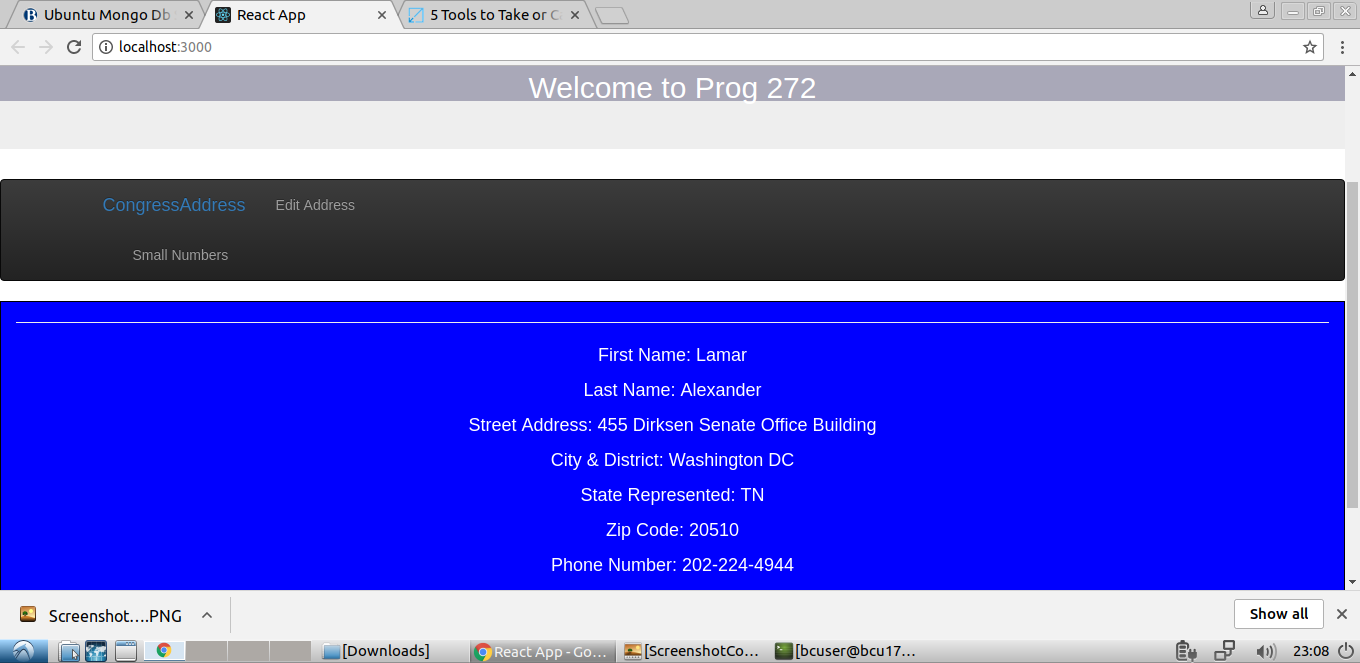 Ubuntu Mongo Db
React App
5 Tools to Take or C
localhost:3000
Welcome to Prog 272
CongressAddress Edit Address
Small Numbers
First Name: Lamar
Last Name: Alexander
Street Address: 455 Dirksen Senate Office Building
City & District: Washington DC
State Represented: TN
Zip Code: 20510
Phone Number: 202-224-4944
Screenshot....PNG
Show all
[Downloads]
React App - Go...
[ScreenshotCo...
[bcuser@bcu17...
23:08